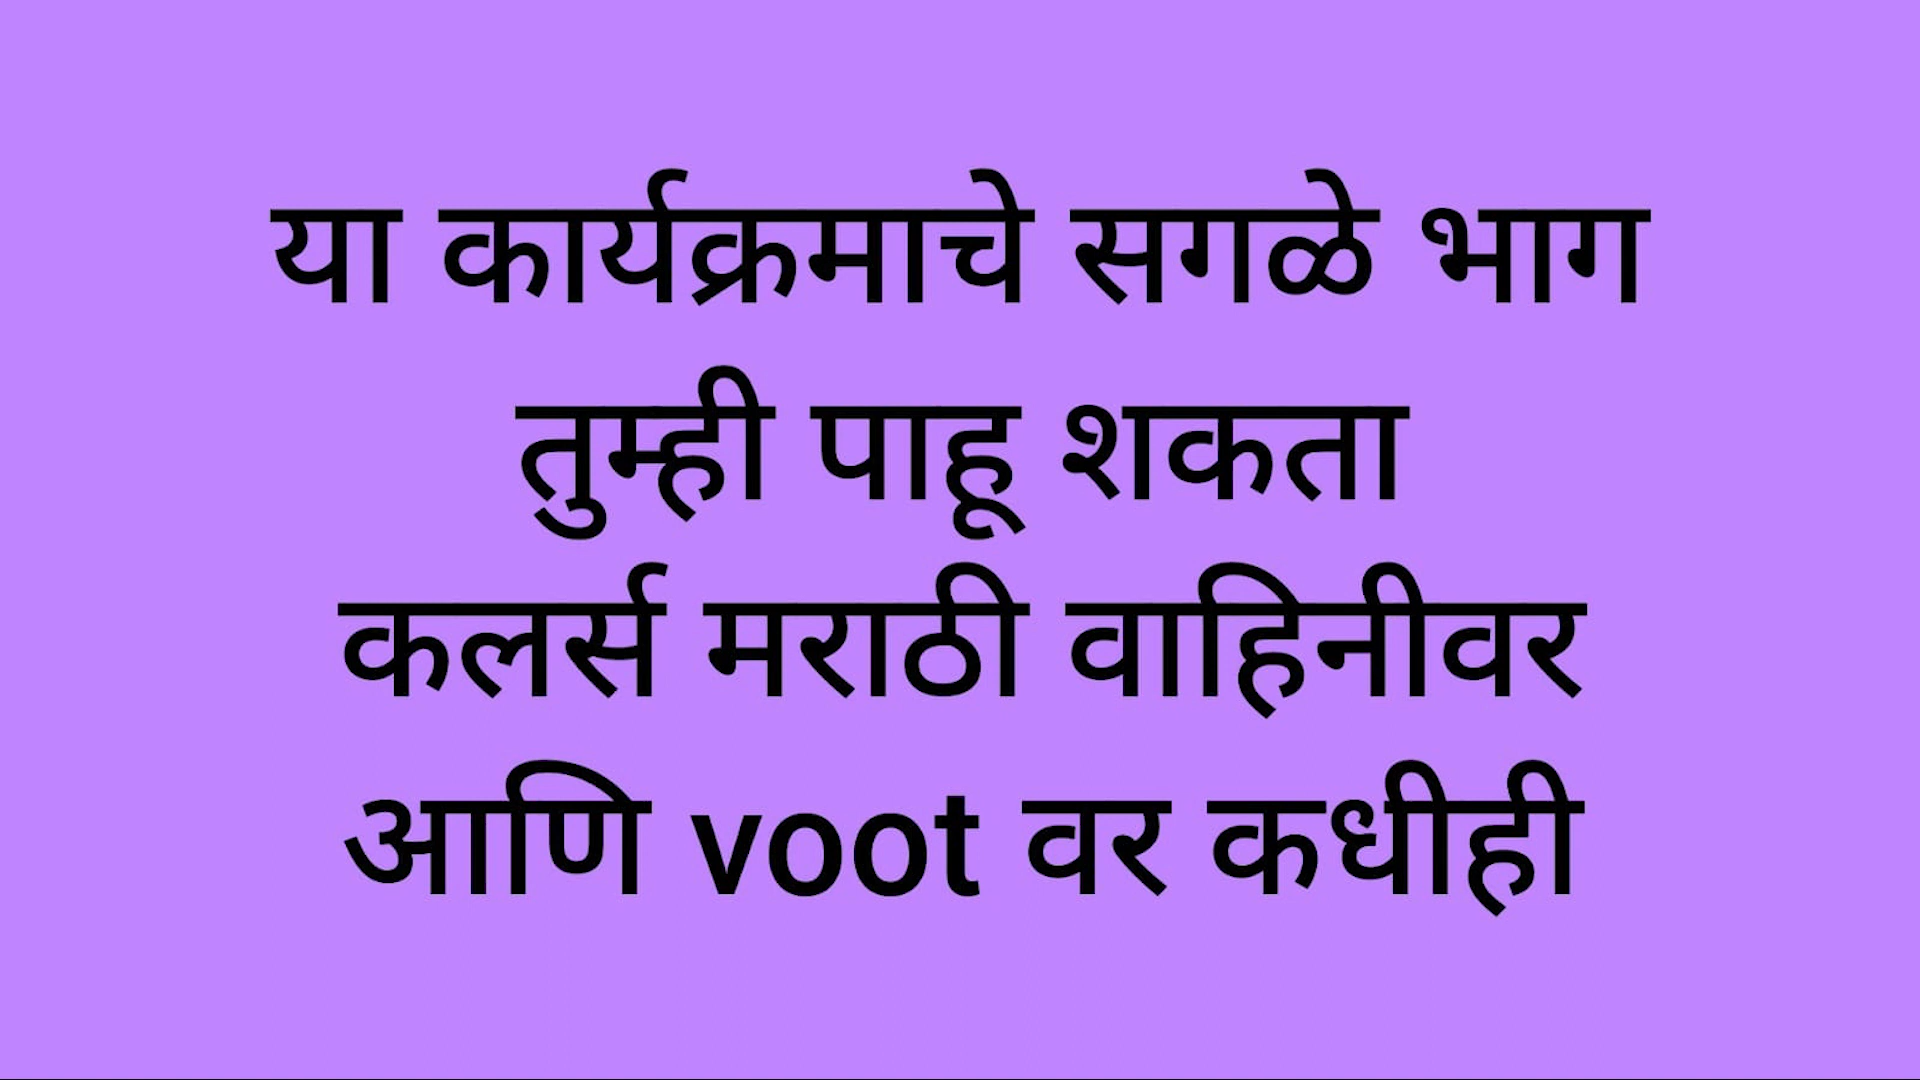 या कार्यक्रमाचे सगळे भाग
तुम्ही पाहू शकता
कलर्स मराठी वाहिनीवर
आणि voot वर कधीही